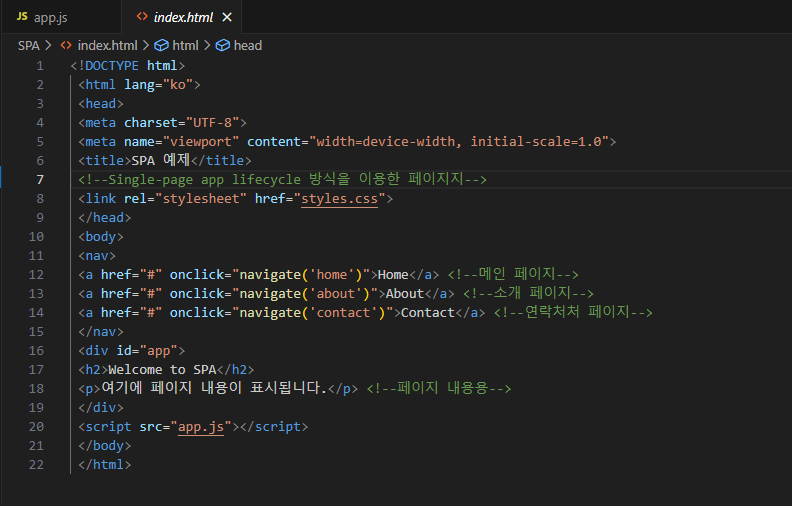 JS app.js <> index.html ×
SPA > <> index.html > html > head
1 <!DOCTYPE html>
2 <html lang="ko">
3 <head>
4 <meta charset="UTF-8">
5 <meta name="viewport" content="width=device-width, initial-scale=1.0">
6 <title>SPA 예제</title>
7 <!--Single-page app lifecycle 방식을 이용한 페이지지-->
8 <link rel="stylesheet" href="styles.css">
9 </head>
10 <body>
11 <nav>
12 <a href="#" onclick="navigate('home')">Home</a> <!--메인 페이지-->
13 <a href="#" onclick="navigate('about')">About</a> <!--소개 페이지-->
14 <a href="#" onclick="navigate('contact')">Contact</a> <!--연락처처 페이지-->
15 </nav>
16 <div id="app">
17 <h2>Welcome to SPA</h2>
18 <p>여기에 페이지 내용이 표시됩니다.</p> <!--페이지 내용용-->
19 </div>
20 <script src="app.js"></script>
21 </body>
22 </html>